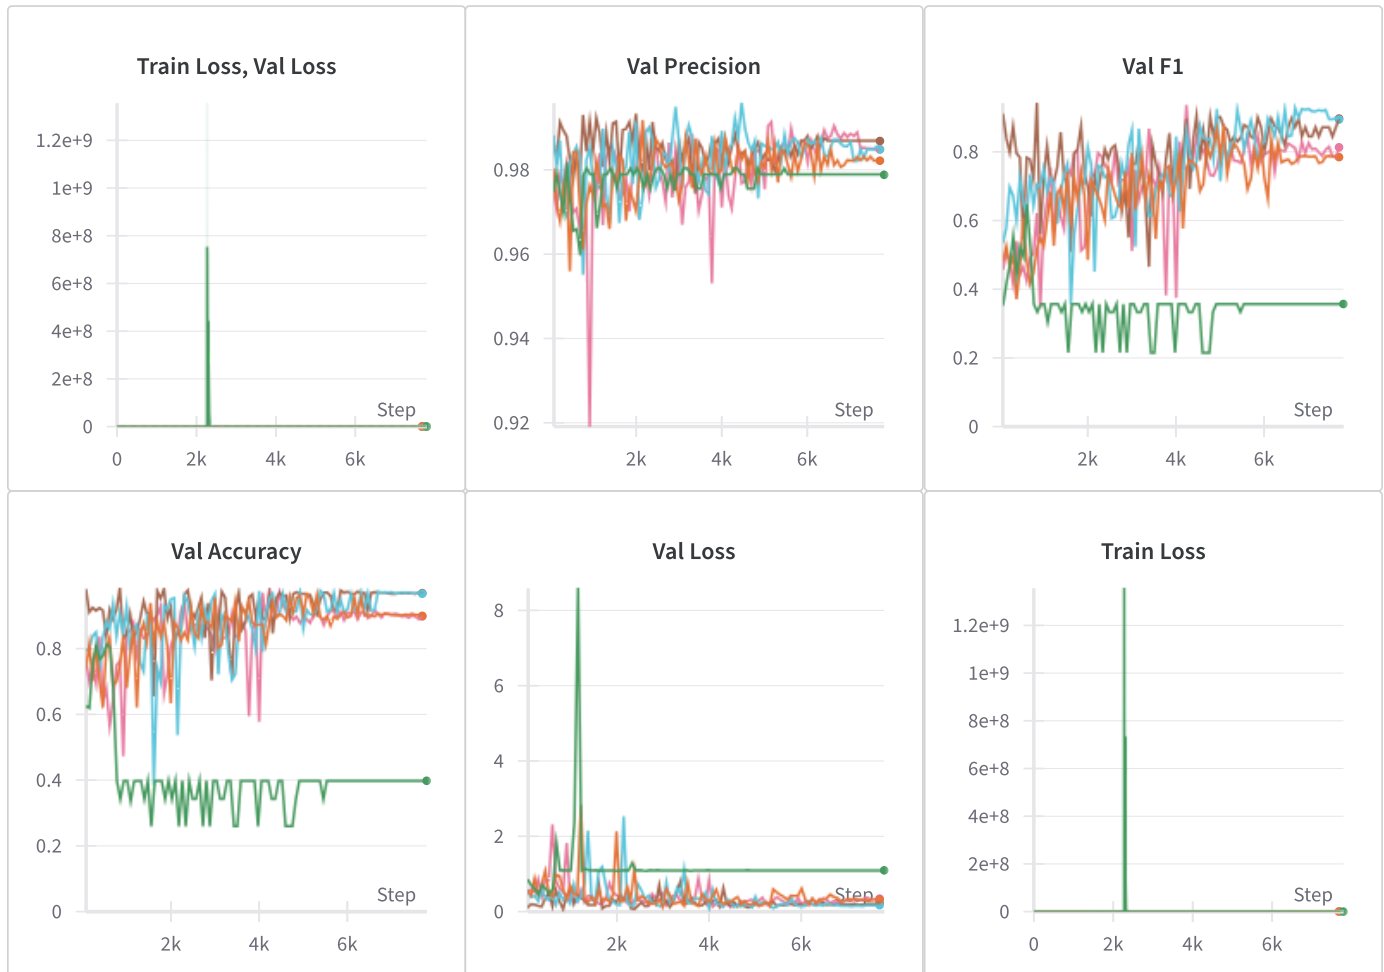 Train Loss, Val Loss
1.2e+9
1e+9
8e+8
6e+8
4e+8
2e+8
0
Step
0 2k 4k 6k
Val Precision
0.98
0.96
0.94
0.92
Step
2k 4k 6k
Val F1
0.8
0.6
0.4
0.2
0
Step
2k 4k 6k
Val Accuracy
0.8
0.6
0.4
0.2
0
Step
2k 4k 6k
Val Loss
8
6
4
2
0
Step
2k 4k 6k
Train Loss
1.2e+9
1e+9
8e+8
6e+8
4e+8
2e+8
0
Step
0 2k 4k 6k